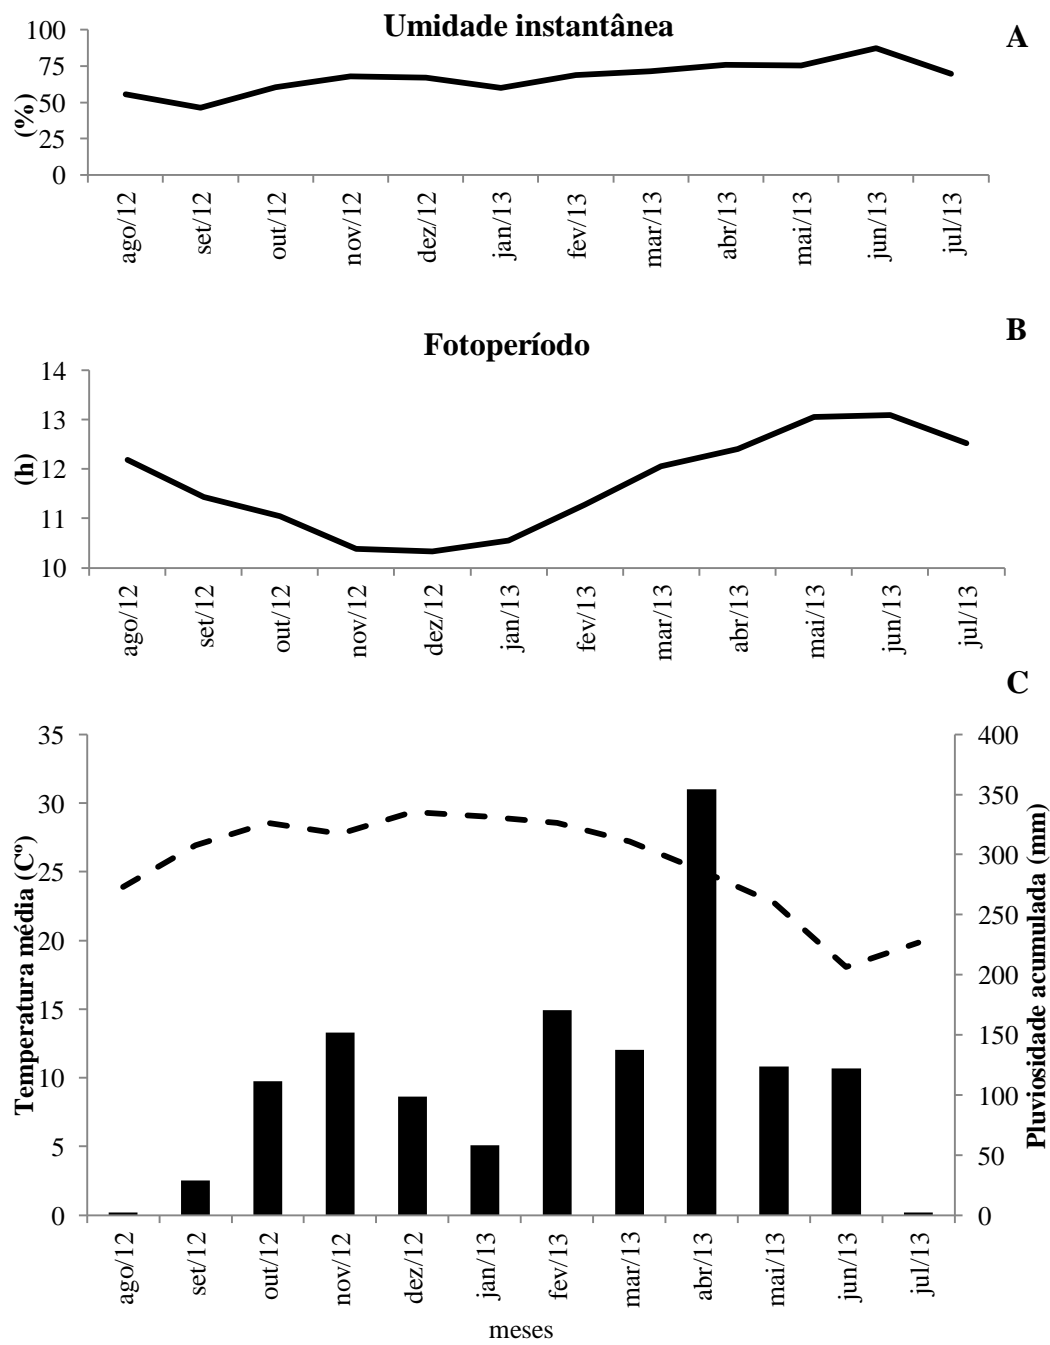 Umidade instantânea
A
100
75
50
25
0
(%)
ago/12 set/12 out/12 nov/12 dez/12 jan/13 fev/13 mar/13 abr/13 mai/13 jun/13 jul/13
B
Fotoperíodo
14
13
12
11
10
(h)
ago/12 set/12 out/12 nov/12 dez/12 jan/13 fev/13 mar/13 abr/13 mai/13 jun/13 jul/13
C
35
30
25
20
15
10
5
0
Temperatura média (Cº)
400
350
300
250
200
150
100
50
0
Pluviosidade acumulada (mm)
ago/12 set/12 out/12 nov/12 dez/12 jan/13 fev/13 mar/13 abr/13 mai/13 jun/13 jul/13
meses